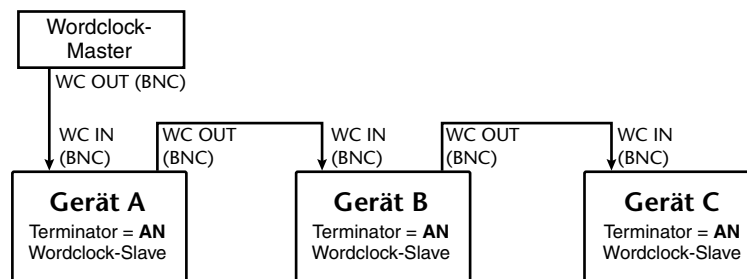 Wordclock-
Master
WC OUT (BNC)
WC IN
(BNC)
WC OUT
(BNC)
WC IN
(BNC)
WC OUT
(BNC)
WC IN
(BNC)
Gerät A
Terminator = AN
Wordclock-Slave
Gerät B
Terminator = AN
Wordclock-Slave
Gerät C
Terminator = AN
Wordclock-Slave